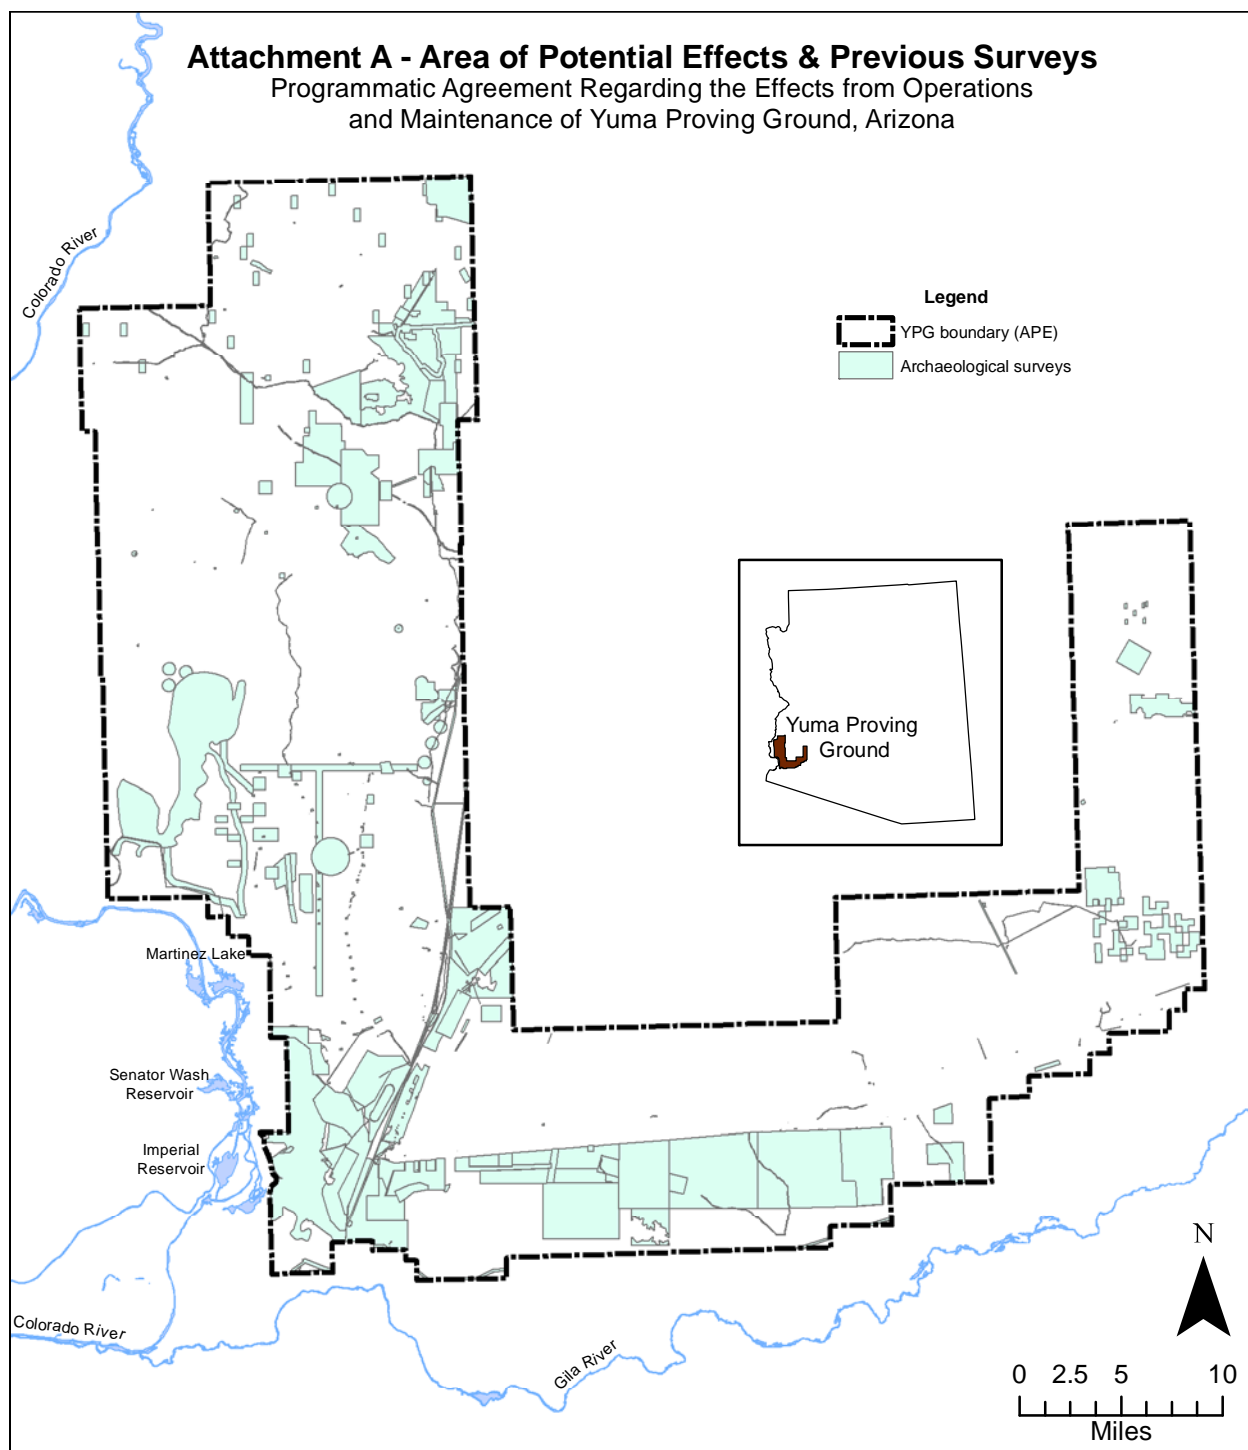 Attachment A - Area of Potential Effects & Previous Surveys
Programmatic Agreement Regarding the Effects from Operations
and Maintenance of Yuma Proving Ground, Arizona
Colorado River
Legend
YPG boundary (APE)
Archaeological surveys
Yuma Proving
Ground
Martinez Lake
Senator Wash
Reservoir
Imperial
Reservoir
Colorado River
Gila River
N
0 2.5 5 10
Miles